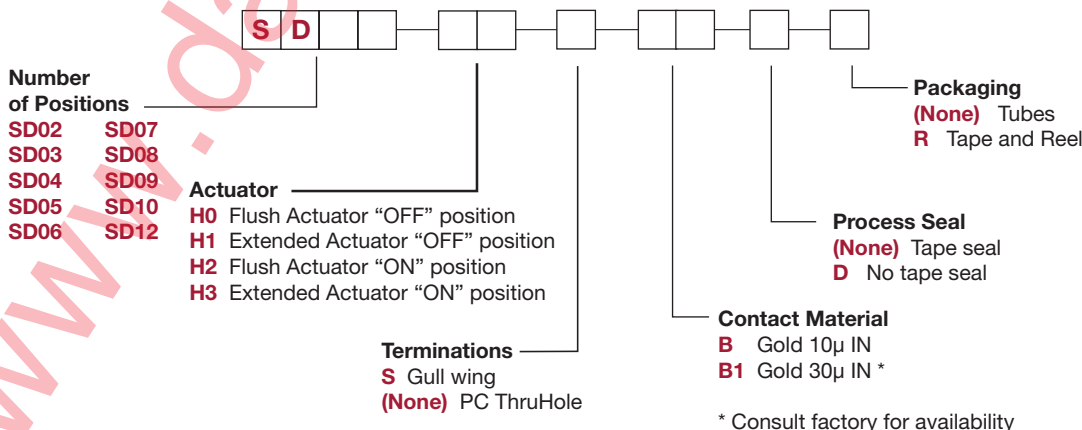 S D
Number
of Positions
SD02 SD07
SD03 SD08
SD04 SD09
SD05 SD10
SD06 SD12
Actuator
H0 Flush Actuator “OFF” position
H1 Extended Actuator “OFF” position
H2 Flush Actuator “ON” position
H3 Extended Actuator “ON” position
Terminations
S Gull wing
(None) PC ThruHole
Contact Material
B Gold 10μ IN
B1 Gold 30μ IN *
* Consult factory for availability
Process Seal
(None) Tape seal
D No tape seal
Packaging
(None) Tubes
R Tape and Reel
www.da